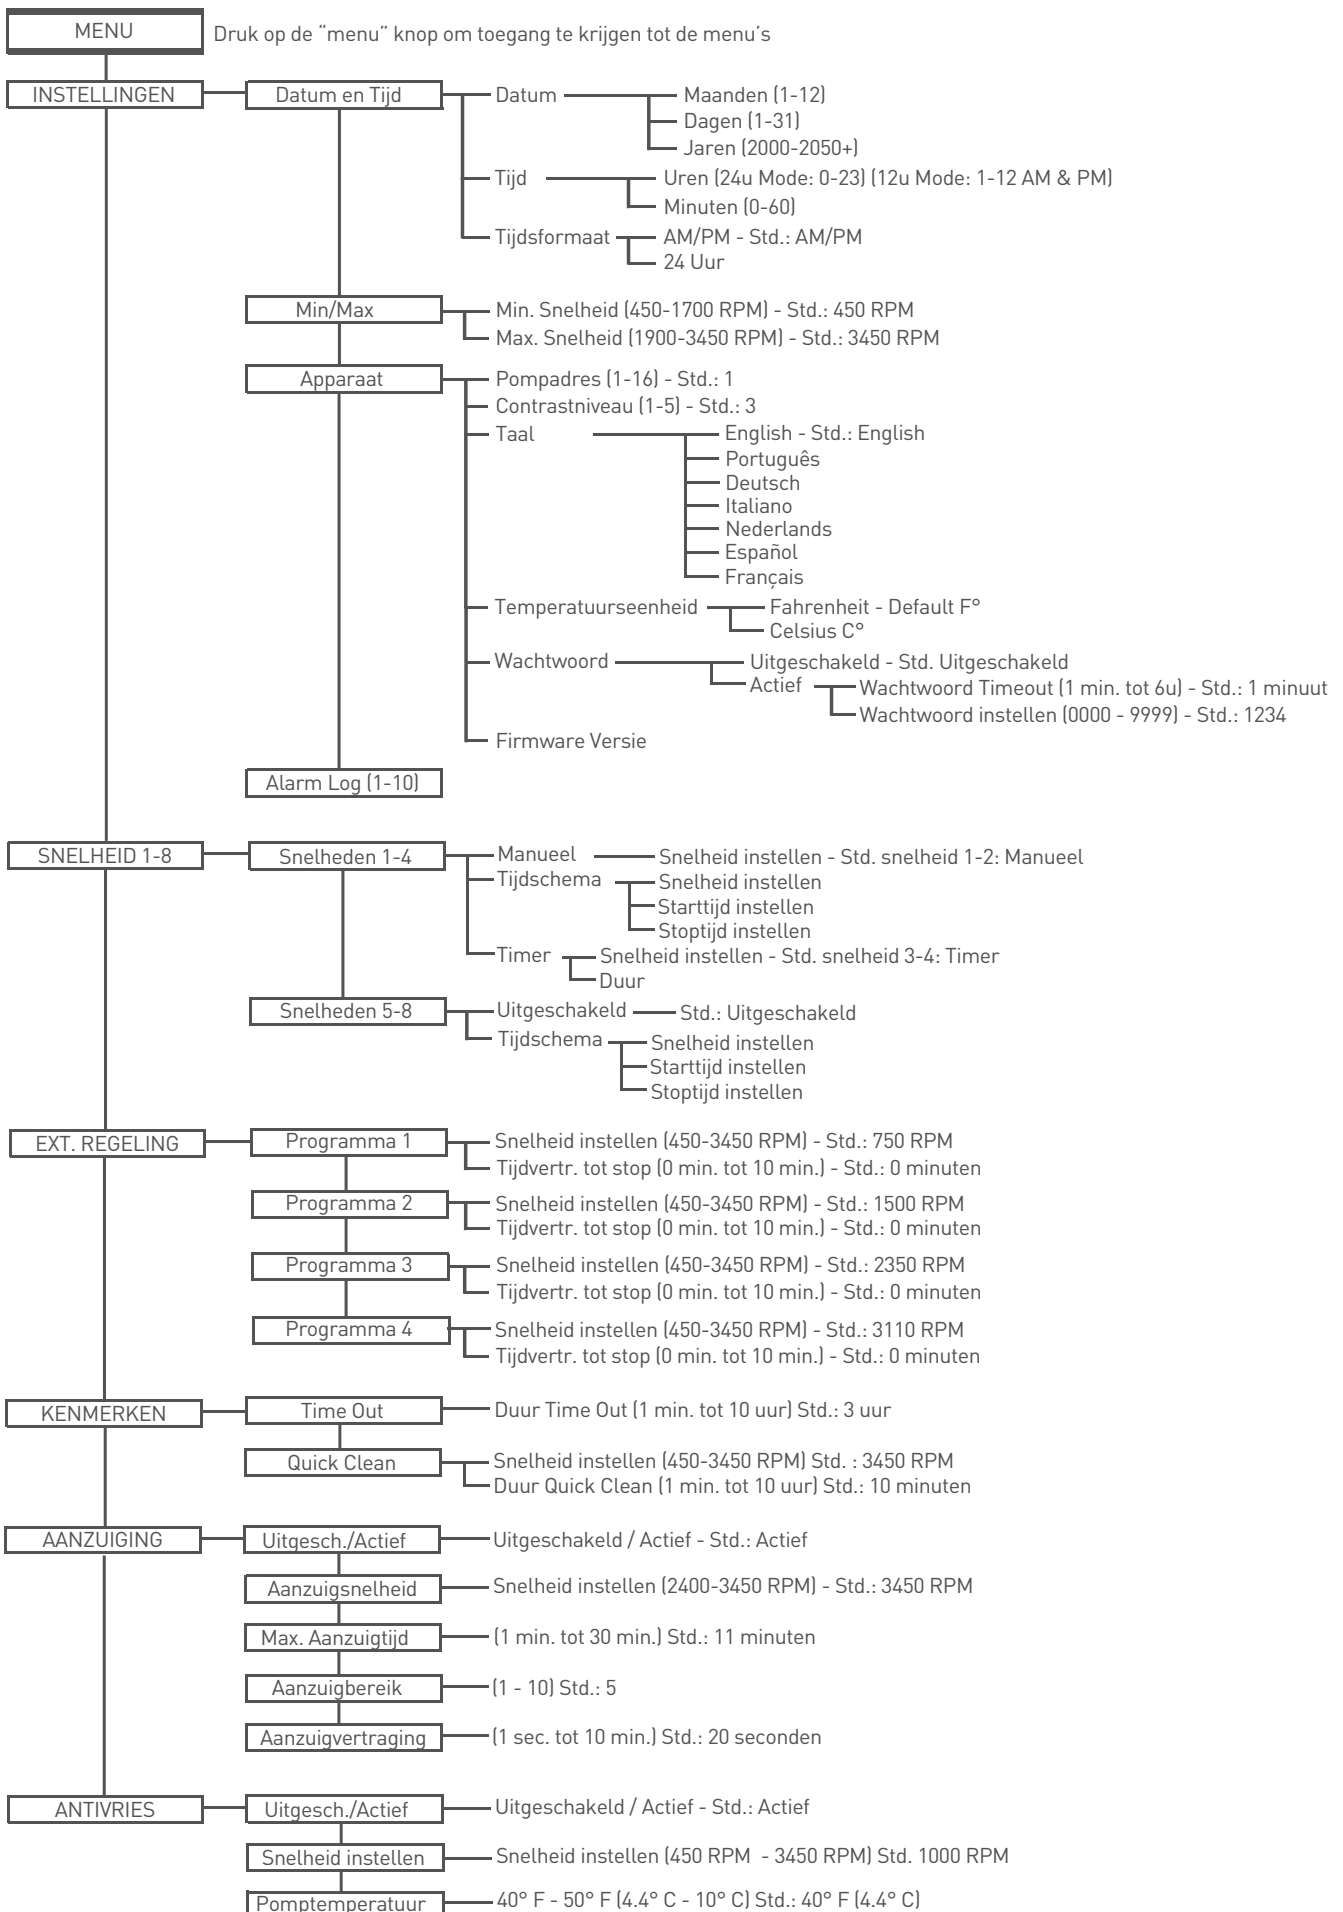 MENU
Druk op de “menu” knop om toegang te krijgen tot de menu's
INSTELLINGEN
Datum en Tijd
Datum
Maanden (1-12)
Dagen (1-31)
Jaren (2000-2050+)
Tijd
Uren (24u Mode: 0-23) (12u Mode: 1-12 AM & PM)
Minuten (0-60)
Tijdsformaat
AM/PM - Std.: AM/PM
24 Uur
Min/Max
Min. Snelheid (450-1700 RPM) - Std.: 450 RPM
Max. Snelheid (1900-3450 RPM) - Std.: 3450 RPM
Apparaat
Pompadres (1-16) - Std.: 1
Contrastniveau (1-5) - Std.: 3
Taal
English - Std.: English
Português
Deutsch
Italiano
Nederlands
Español
Français
Temperatuurseenheid
Fahrenheit - Default F°
Celsius C°
Wachtwoord
Uitgeschakeld - Std. Uitgeschakeld
Actief
Wachtwoord Timeout (1 min. tot 6u) - Std.: 1 minuut
Wachtwoord instellen (0000 - 9999) - Std.: 1234
Firmware Versie
Alarm Log (1-10)
SNELHEID 1-8
Snelheden 1-4
Manueel
Snelheid instellen - Std. snelheid 1-2: Manueel
Tijdschema
Snelheid instellen
Starttijd instellen
Stoptijd instellen
Timer
Snelheid instellen - Std. snelheid 3-4: Timer
Duur
Snelheden 5-8
Uitgeschakeld
Std.: Uitgeschakeld
Tijdschema
Snelheid instellen
Starttijd instellen
Stoptijd instellen
EXT. REGELING
Programma 1
Snelheid instellen (450-3450 RPM) - Std.: 750 RPM
Tijdvertr. tot stop (0 min. tot 10 min.) - Std.: 0 minuten
Programma 2
Snelheid instellen (450-3450 RPM) - Std.: 1500 RPM
Tijdvertr. tot stop (0 min. tot 10 min.) - Std.: 0 minuten
Programma 3
Snelheid instellen (450-3450 RPM) - Std.: 2350 RPM
Tijdvertr. tot stop (0 min. tot 10 min.) - Std.: 0 minuten
Programma 4
Snelheid instellen (450-3450 RPM) - Std.: 3110 RPM
Tijdvertr. tot stop (0 min. tot 10 min.) - Std.: 0 minuten
KENMERKEN
Time Out
Duur Time Out (1 min. tot 10 uur) Std.: 3 uur
Quick Clean
Snelheid instellen (450-3450 RPM) Std. : 3450 RPM
Duur Quick Clean (1 min. tot 10 uur) Std.: 10 minuten
AANZUIGING
Uitgesch./Actief
Uitgeschakeld / Actief - Std.: Actief
Aanzuigsnelheid
Snelheid instellen (2400-3450 RPM) - Std.: 3450 RPM
Max. Aanzuigtijd
(1 min. tot 30 min.) Std.: 11 minuten
Aanzuigbereik
(1 - 10) Std.: 5
Aanzuigvertraging
(1 sec. tot 10 min.) Std.: 20 seconden
ANTIVRIES
Uitgesch./Actief
Uitgeschakeld / Actief - Std.: Actief
Snelheid instellen
Snelheid instellen (450 RPM - 3450 RPM) Std. 1000 RPM
Pomptemperatuur
40° F - 50° F (4.4° C - 10° C) Std.: 40° F (4.4° C)